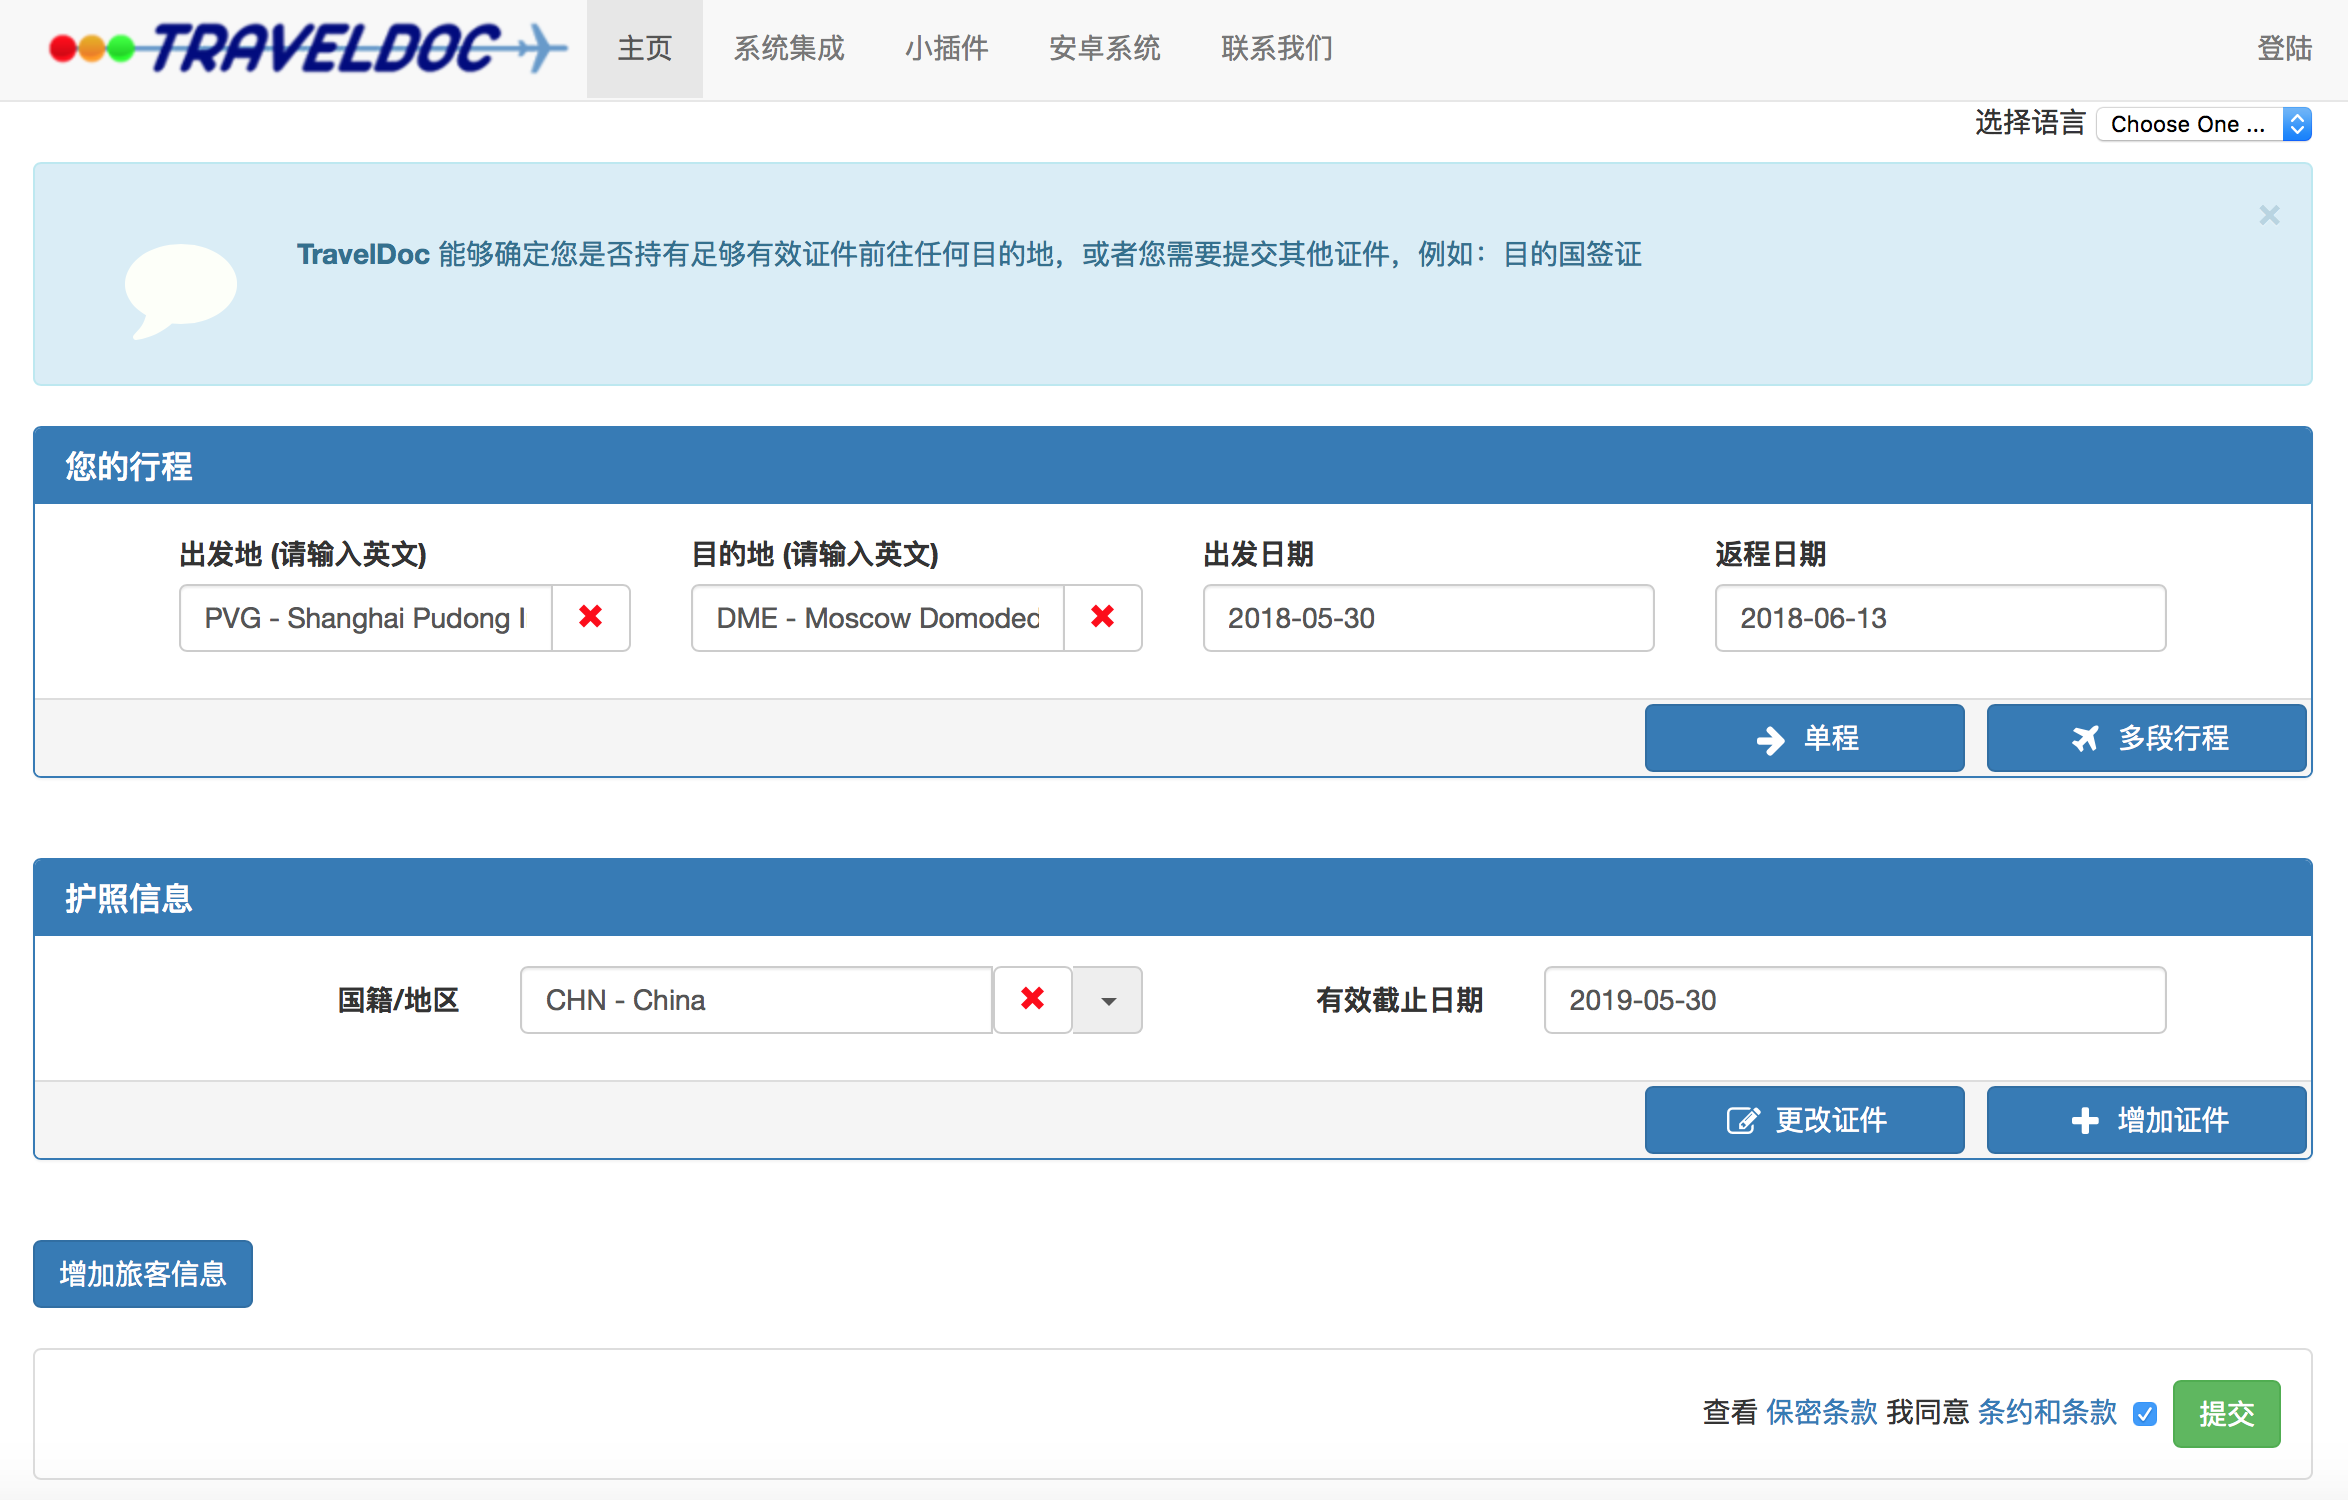 TRAVELDOC 主页 系统集成 小插件 安卓系统 联系我们 登陆
选择语言 Choose One ...
TravelDoc 能够确定您是否持有足够有效证件前往任何目的地，或者您需要提交其他证件，例如：目的国签证
您的行程
出发地 (请输入英文) 目的地 (请输入英文) 出发日期 返程日期
PVG - Shanghai Pudong I DME - Moscow Domoded 2018-05-30 2018-06-13
单程 多段行程
护照信息
国籍/地区 CHN - China 有效截止日期 2019-05-30
更改证件 增加证件
增加旅客信息
查看 保密条款 我同意 条约和条款 提交